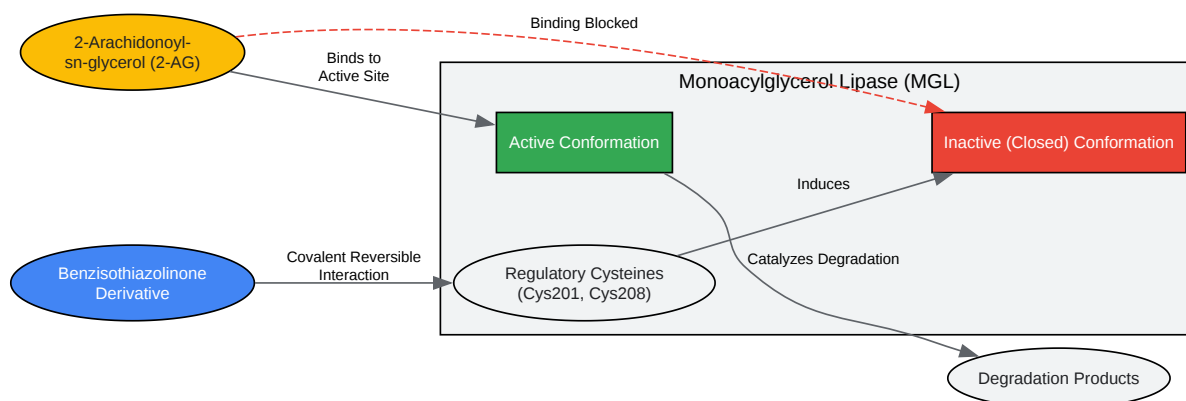 Binding Blocked
2-Arachidonoyl-
sn-glycerol (2-AG)
Binds to
Active Site
Monoacylglycerol Lipase (MGL)
Active Conformation
Inactive (Closed) Conformation
Induces
Covalent Reversible
Interaction
Catalyzes Degradation
Benzisothiazolinone
Derivative
Regulatory Cysteines
(Cys201, Cys208)
Degradation Products